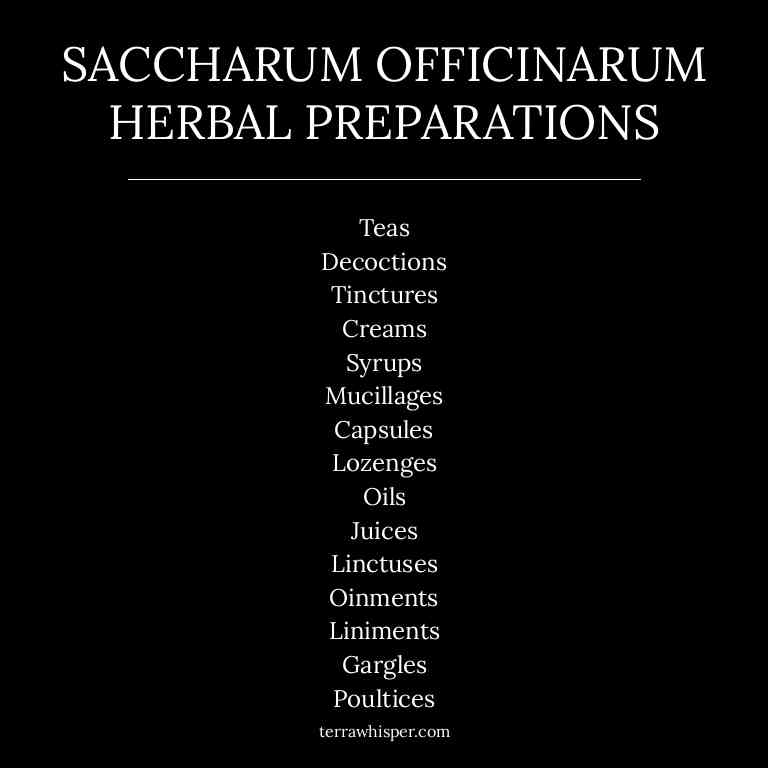 SACCHARUM OFFICINARUM
HERBAL PREPARATIONS
Teas
Decoctions
Tinctures
Creams
Syrups
Mucillages
Capsules
Lozenges
Oils
Juices
Linctuses
Oinments
Liniments
Gargles
Poultices
terrawhisper.com